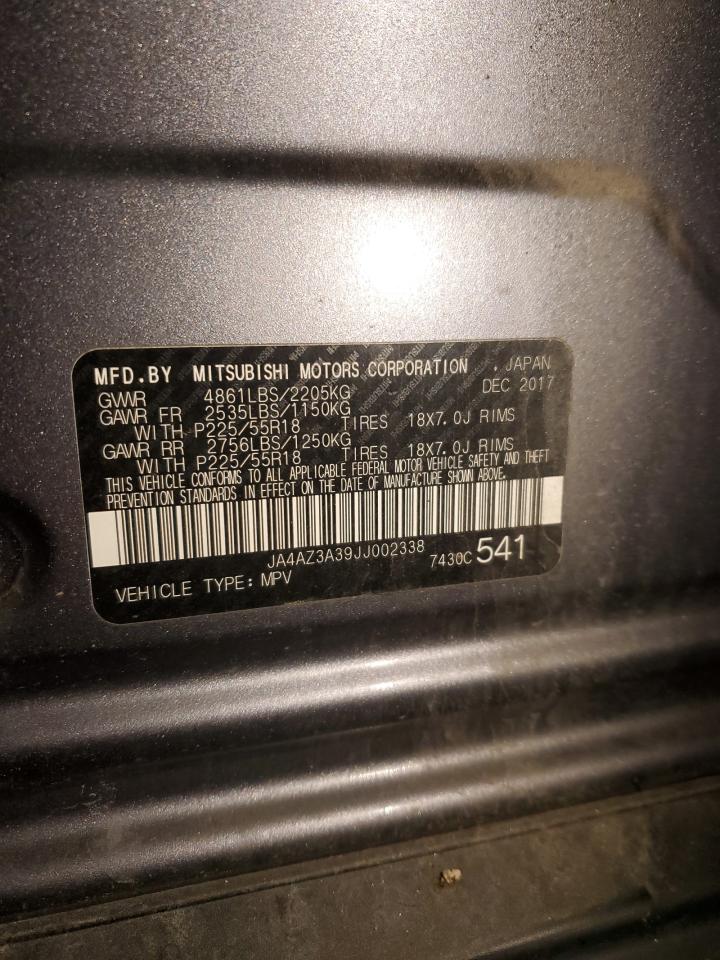 MFD.BY MITSUBISHI MOTORS CORPORATION , JAPAN
GVWR 4861LBS/2205KG DEC 2017
GAWR FR 2535LBS/1150KG
WITH P225/55R18 TIRES 18X7.0J RIMS
GAWR RR 2756LBS/1250KG
WITH P225/55R18 TIRES 18X7.0J RIMS
THIS VEHICLE CONFORMS TO ALL APPLICABLE FEDERAL MOTOR VEHICLE SAFETY AND THEFT
PREVENTION STANDARDS IN EFFECT ON THE DATE OF MANUFACTURE SHOWN ABOVE.
JA4AZ3A39JJ002338
7430C 541
VEHICLE TYPE: MPV